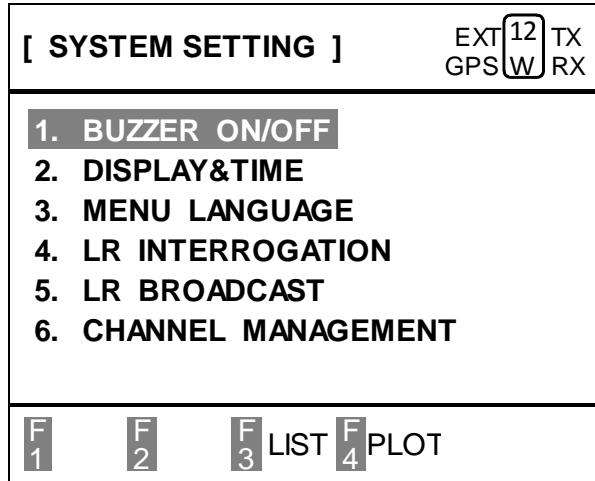 [ SYSTEM SETTING ] EXT 12 TX
GPS W RX
1. BUZZER ON/OFF
2. DISPLAY&TIME
3. MENU LANGUAGE
4. LR INTERROGATION
5. LR BROADCAST
6. CHANNEL MANAGEMENT
F1 F2 F3 LIST F4 PLOT